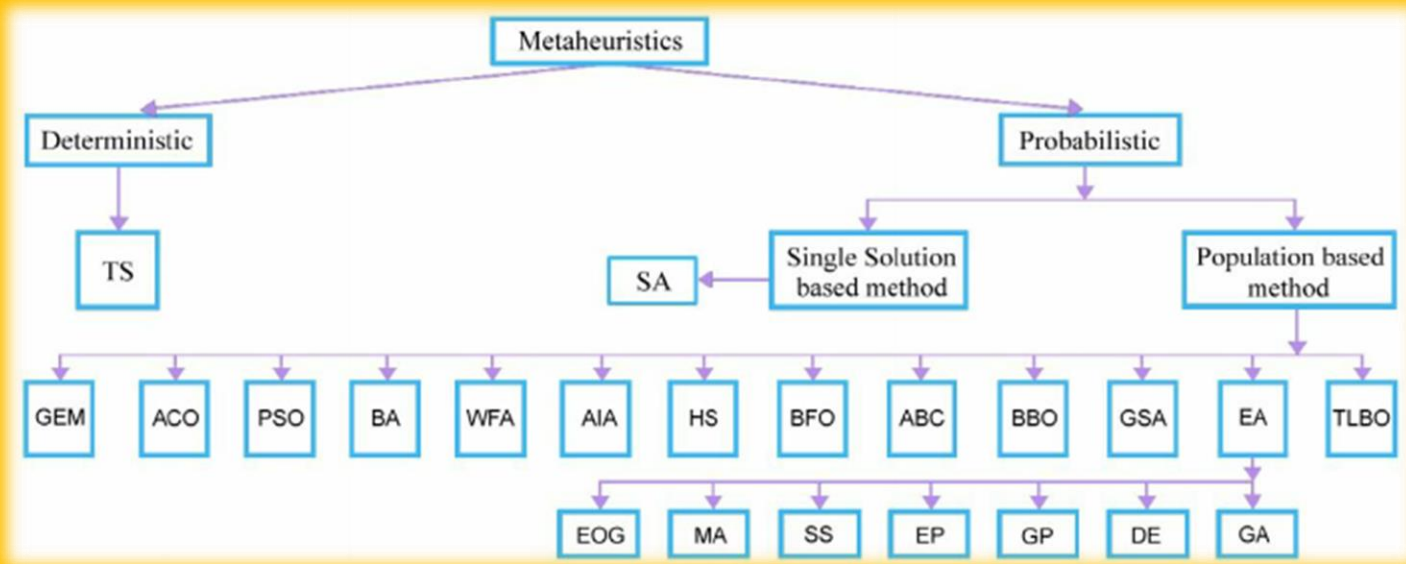 Metaheuristics
Deterministic
Probabilistic
TS
SA
Single Solution
based method
Population based
method
GEM
ACO
PSO
BA
WFA
AIA
HS
BFO
ABC
BBO
GSA
EA
TLBO
EOG
MA
SS
EP
GP
DE
GA